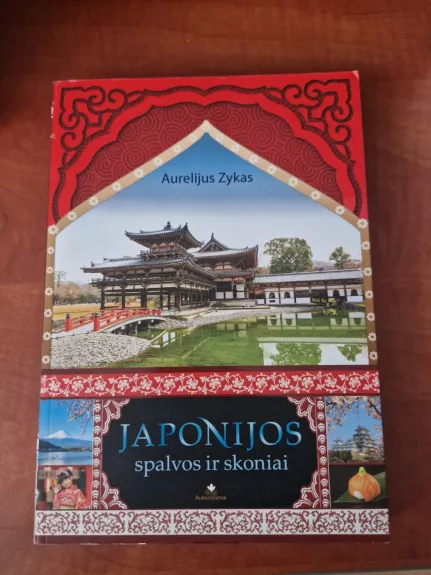 Aurelijus Zykas
JAPONIJOS
spalvos ir skoniai